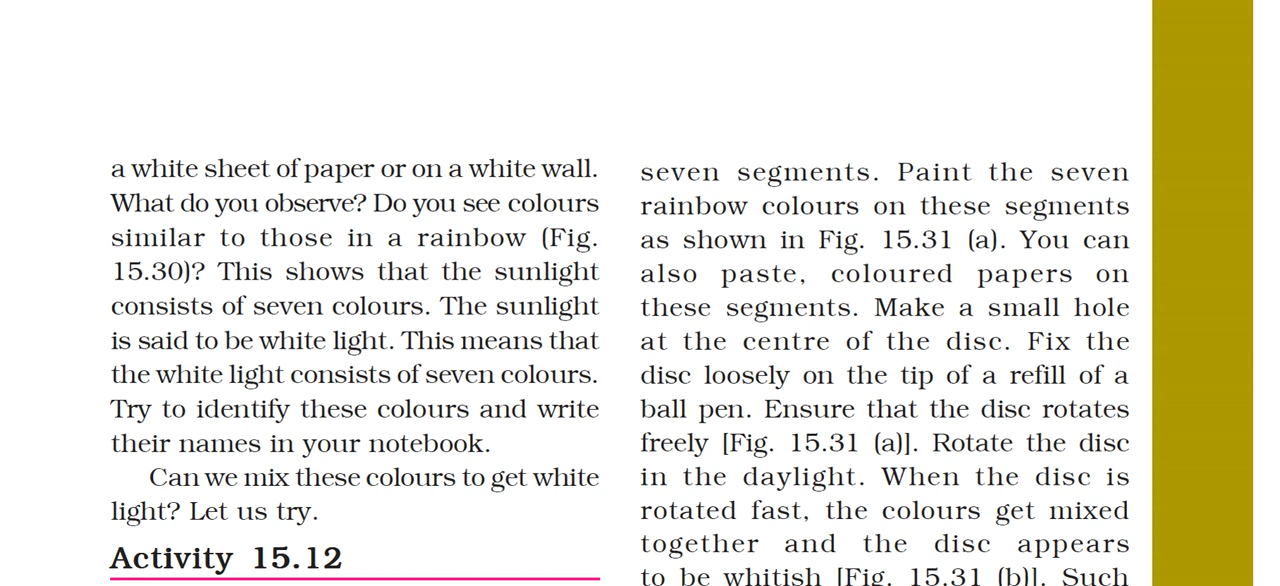 a white sheet of paper or on a white wall.
What do you observe? Do you see colours
similar to those in a rainbow (Fig.
15.30)? This shows that the sunlight
consists of seven colours. The sunlight
is said to be white light. This means that
the white light consists of seven colours.
Try to identify these colours and write
their names in your notebook.
Can we mix these colours to get white
light? Let us try.
Activity 15.12
seven segments. Paint the seven
rainbow colours on these segments
as shown in Fig. 15.31 (a). You can
also paste, coloured papers on
these segments. Make a small hole
at the centre of the disc. Fix the
disc loosely on the tip of a refill of a
ball pen. Ensure that the disc rotates
freely [Fig. 15.31 (a)]. Rotate the disc
in the daylight. When the disc is
rotated fast, the colours get mixed
together and the disc appears
to be whitish [Fig. 15.31 (b)]. Such